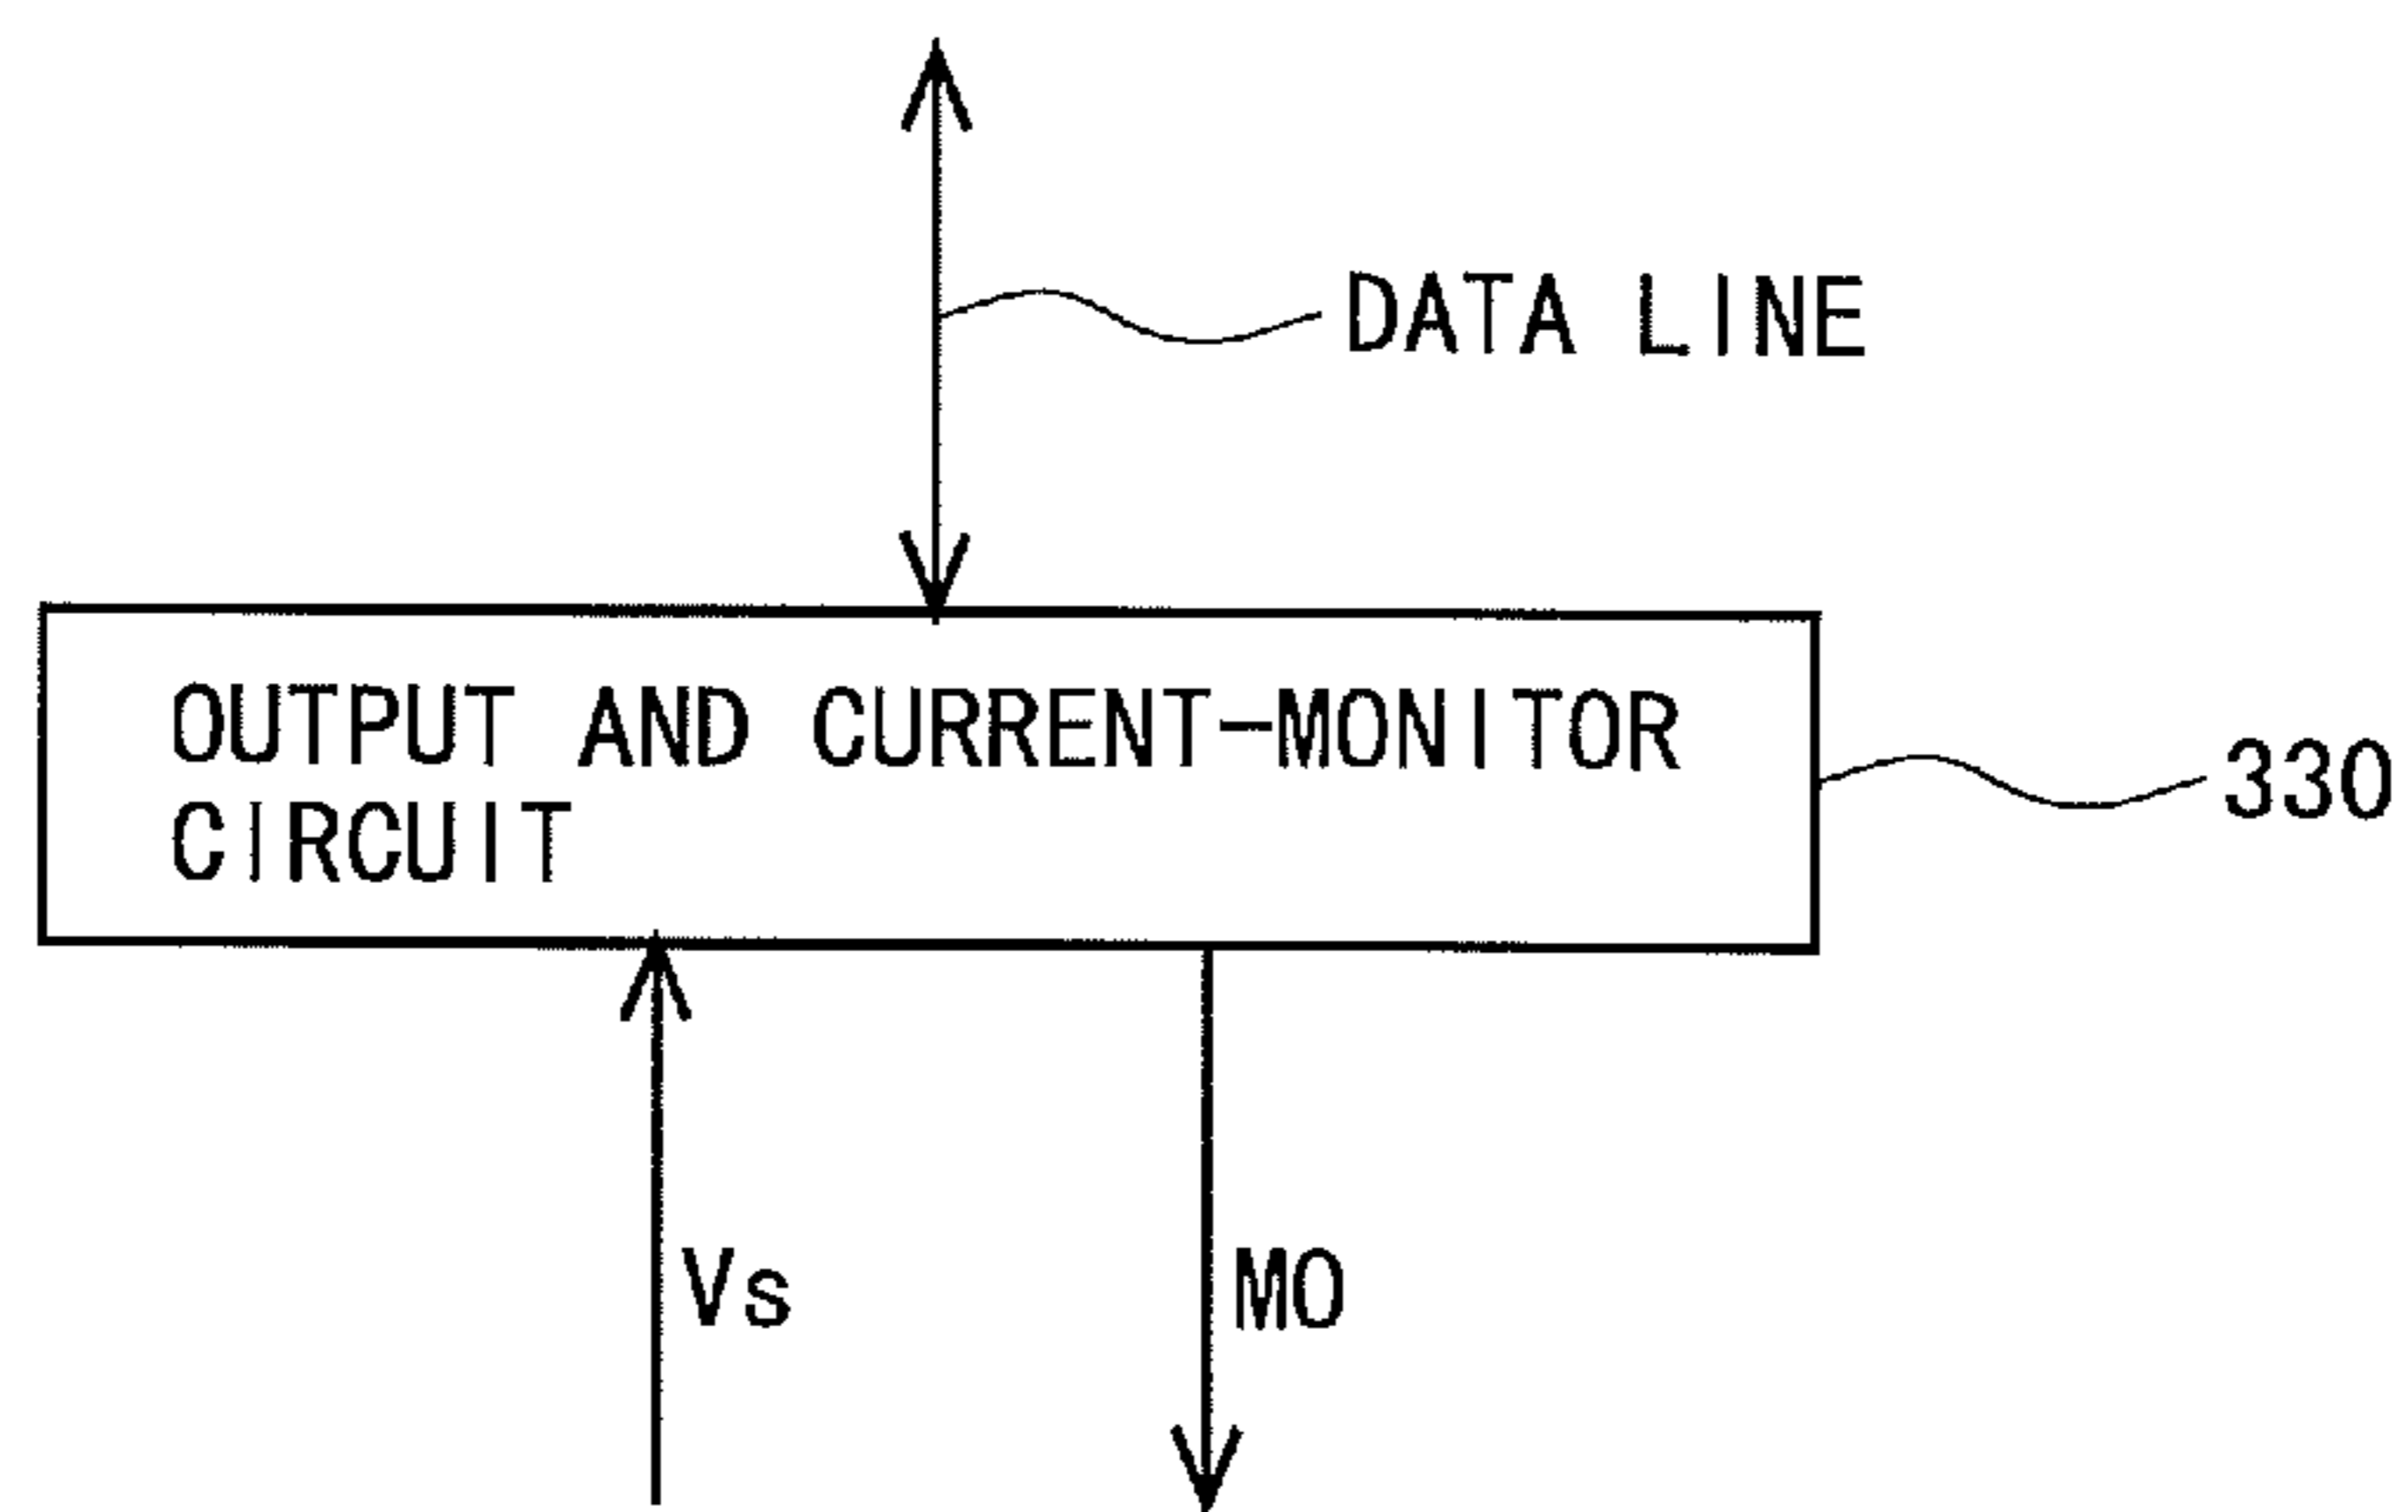 DATA LINE
OUTPUT AND CURRENT-MONITOR
CIRCUIT
330
Vs
MO